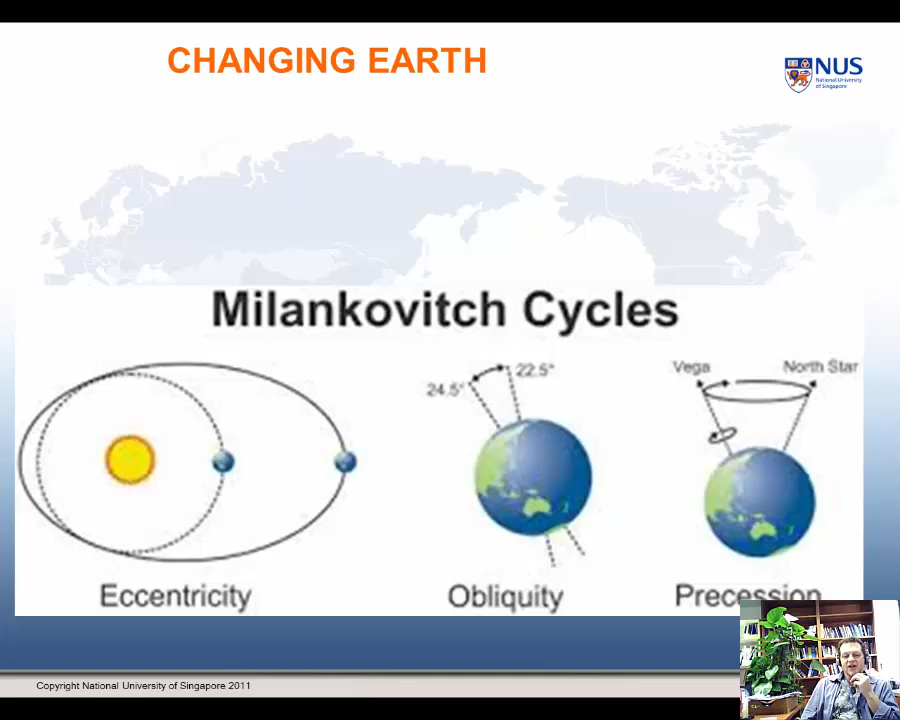 CHANGING EARTH
NUS
National University
of Singapore
Milankovitch Cycles
24.5°
22.5°
Vega
North Star
Eccentricity
Obliquity
Precession
Copyright National University of Singapore 2011